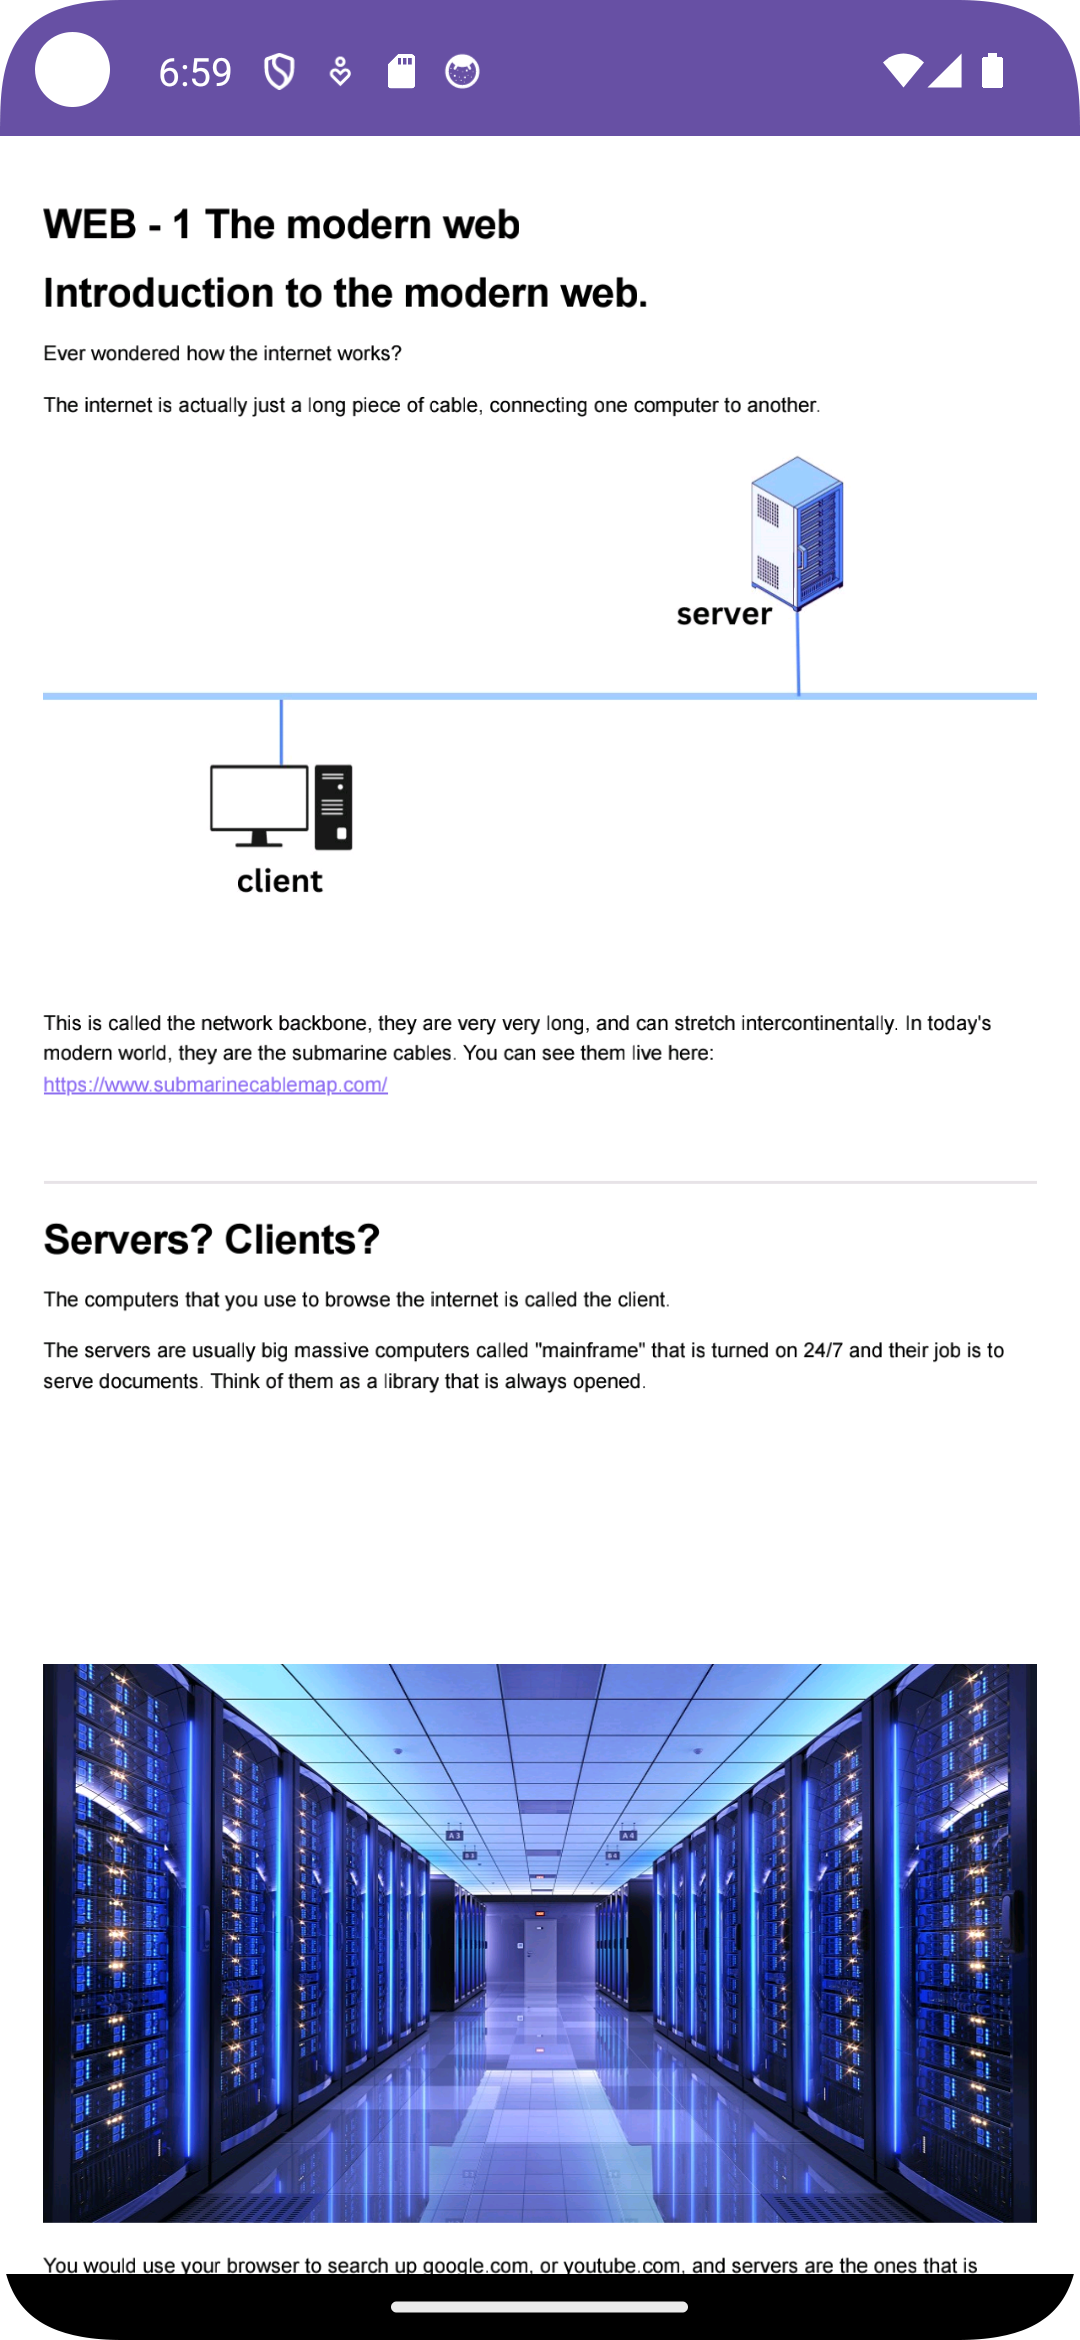 6:59
WEB - 1 The modern web
Introduction to the modern web.
Ever wondered how the internet works?
The internet is actually just a long piece of cable, connecting one computer to another.
server
client
This is called the network backbone, they are very very long, and can stretch intercontinentally. In today's
modern world, they are the submarine cables. You can see them live here:
https://www.submarinecablemap.com/
Servers? Clients?
The computers that you use to browse the internet is called the client.
The servers are usually big massive computers called "mainframe" that is turned on 24/7 and their job is to
serve documents. Think of them as a library that is always opened.
A3
A4
You would use your browser to search up google.com, or youtube.com, and servers are the ones that is